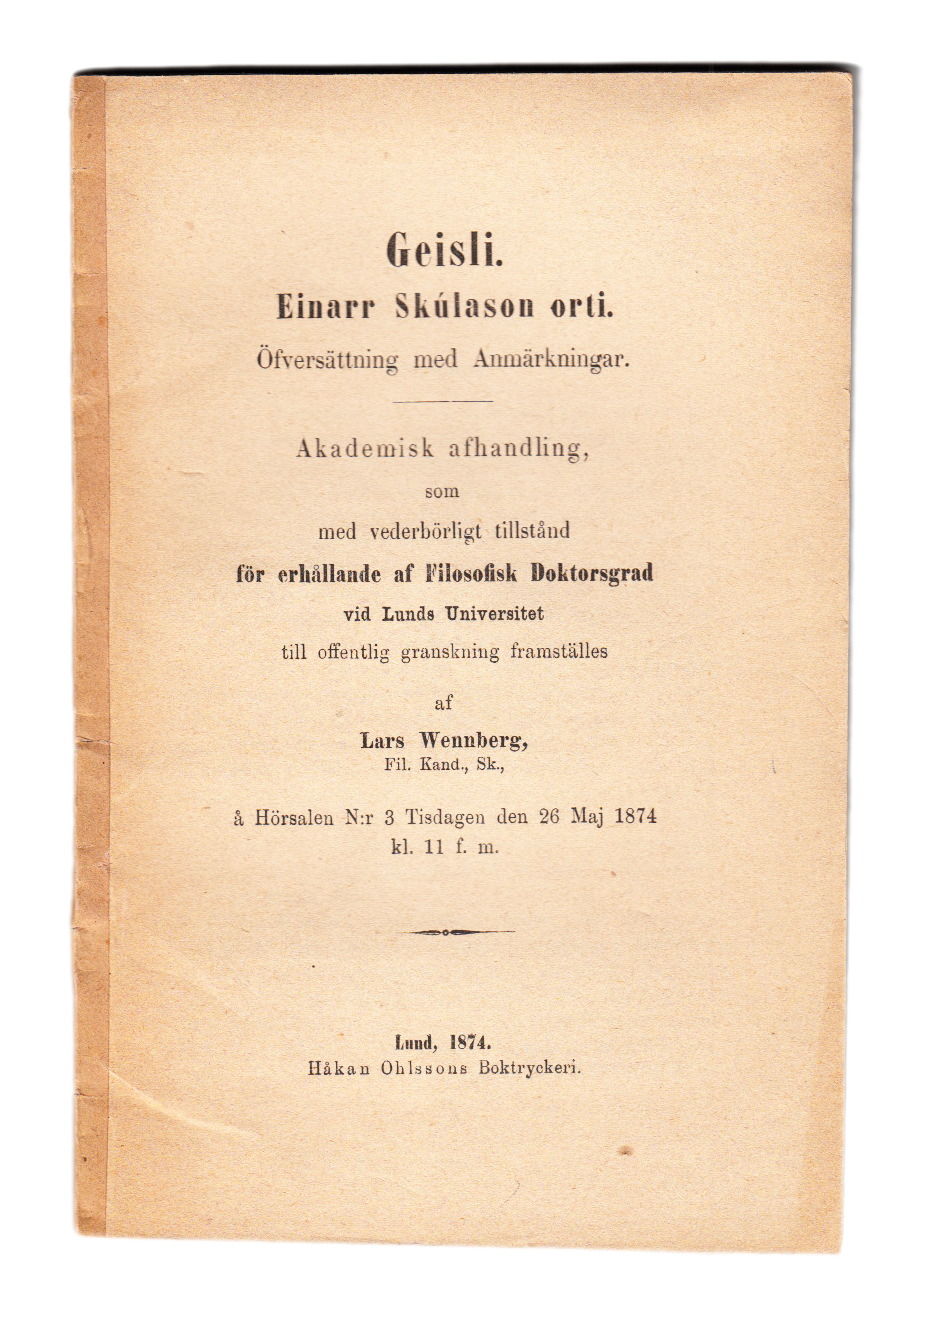 Geisli.
Einarr Skúlason orti.
Öfversättning med Anmärkningar.
Akademisk afhandling,
som
med vederbörligt tillstånd
för erhållande af Filosofisk Doktorsgrad
vid Lunds Universitet
till offentlig granskning framställes
af
Lars Wennberg,
Fil. Kand., Sk.,
å Hörsalen N:r 3 Tisdagen den 26 Maj 1874
kl. 11 f. m.
Lund, 1874.
Håkan Ohlssons Boktryckeri.